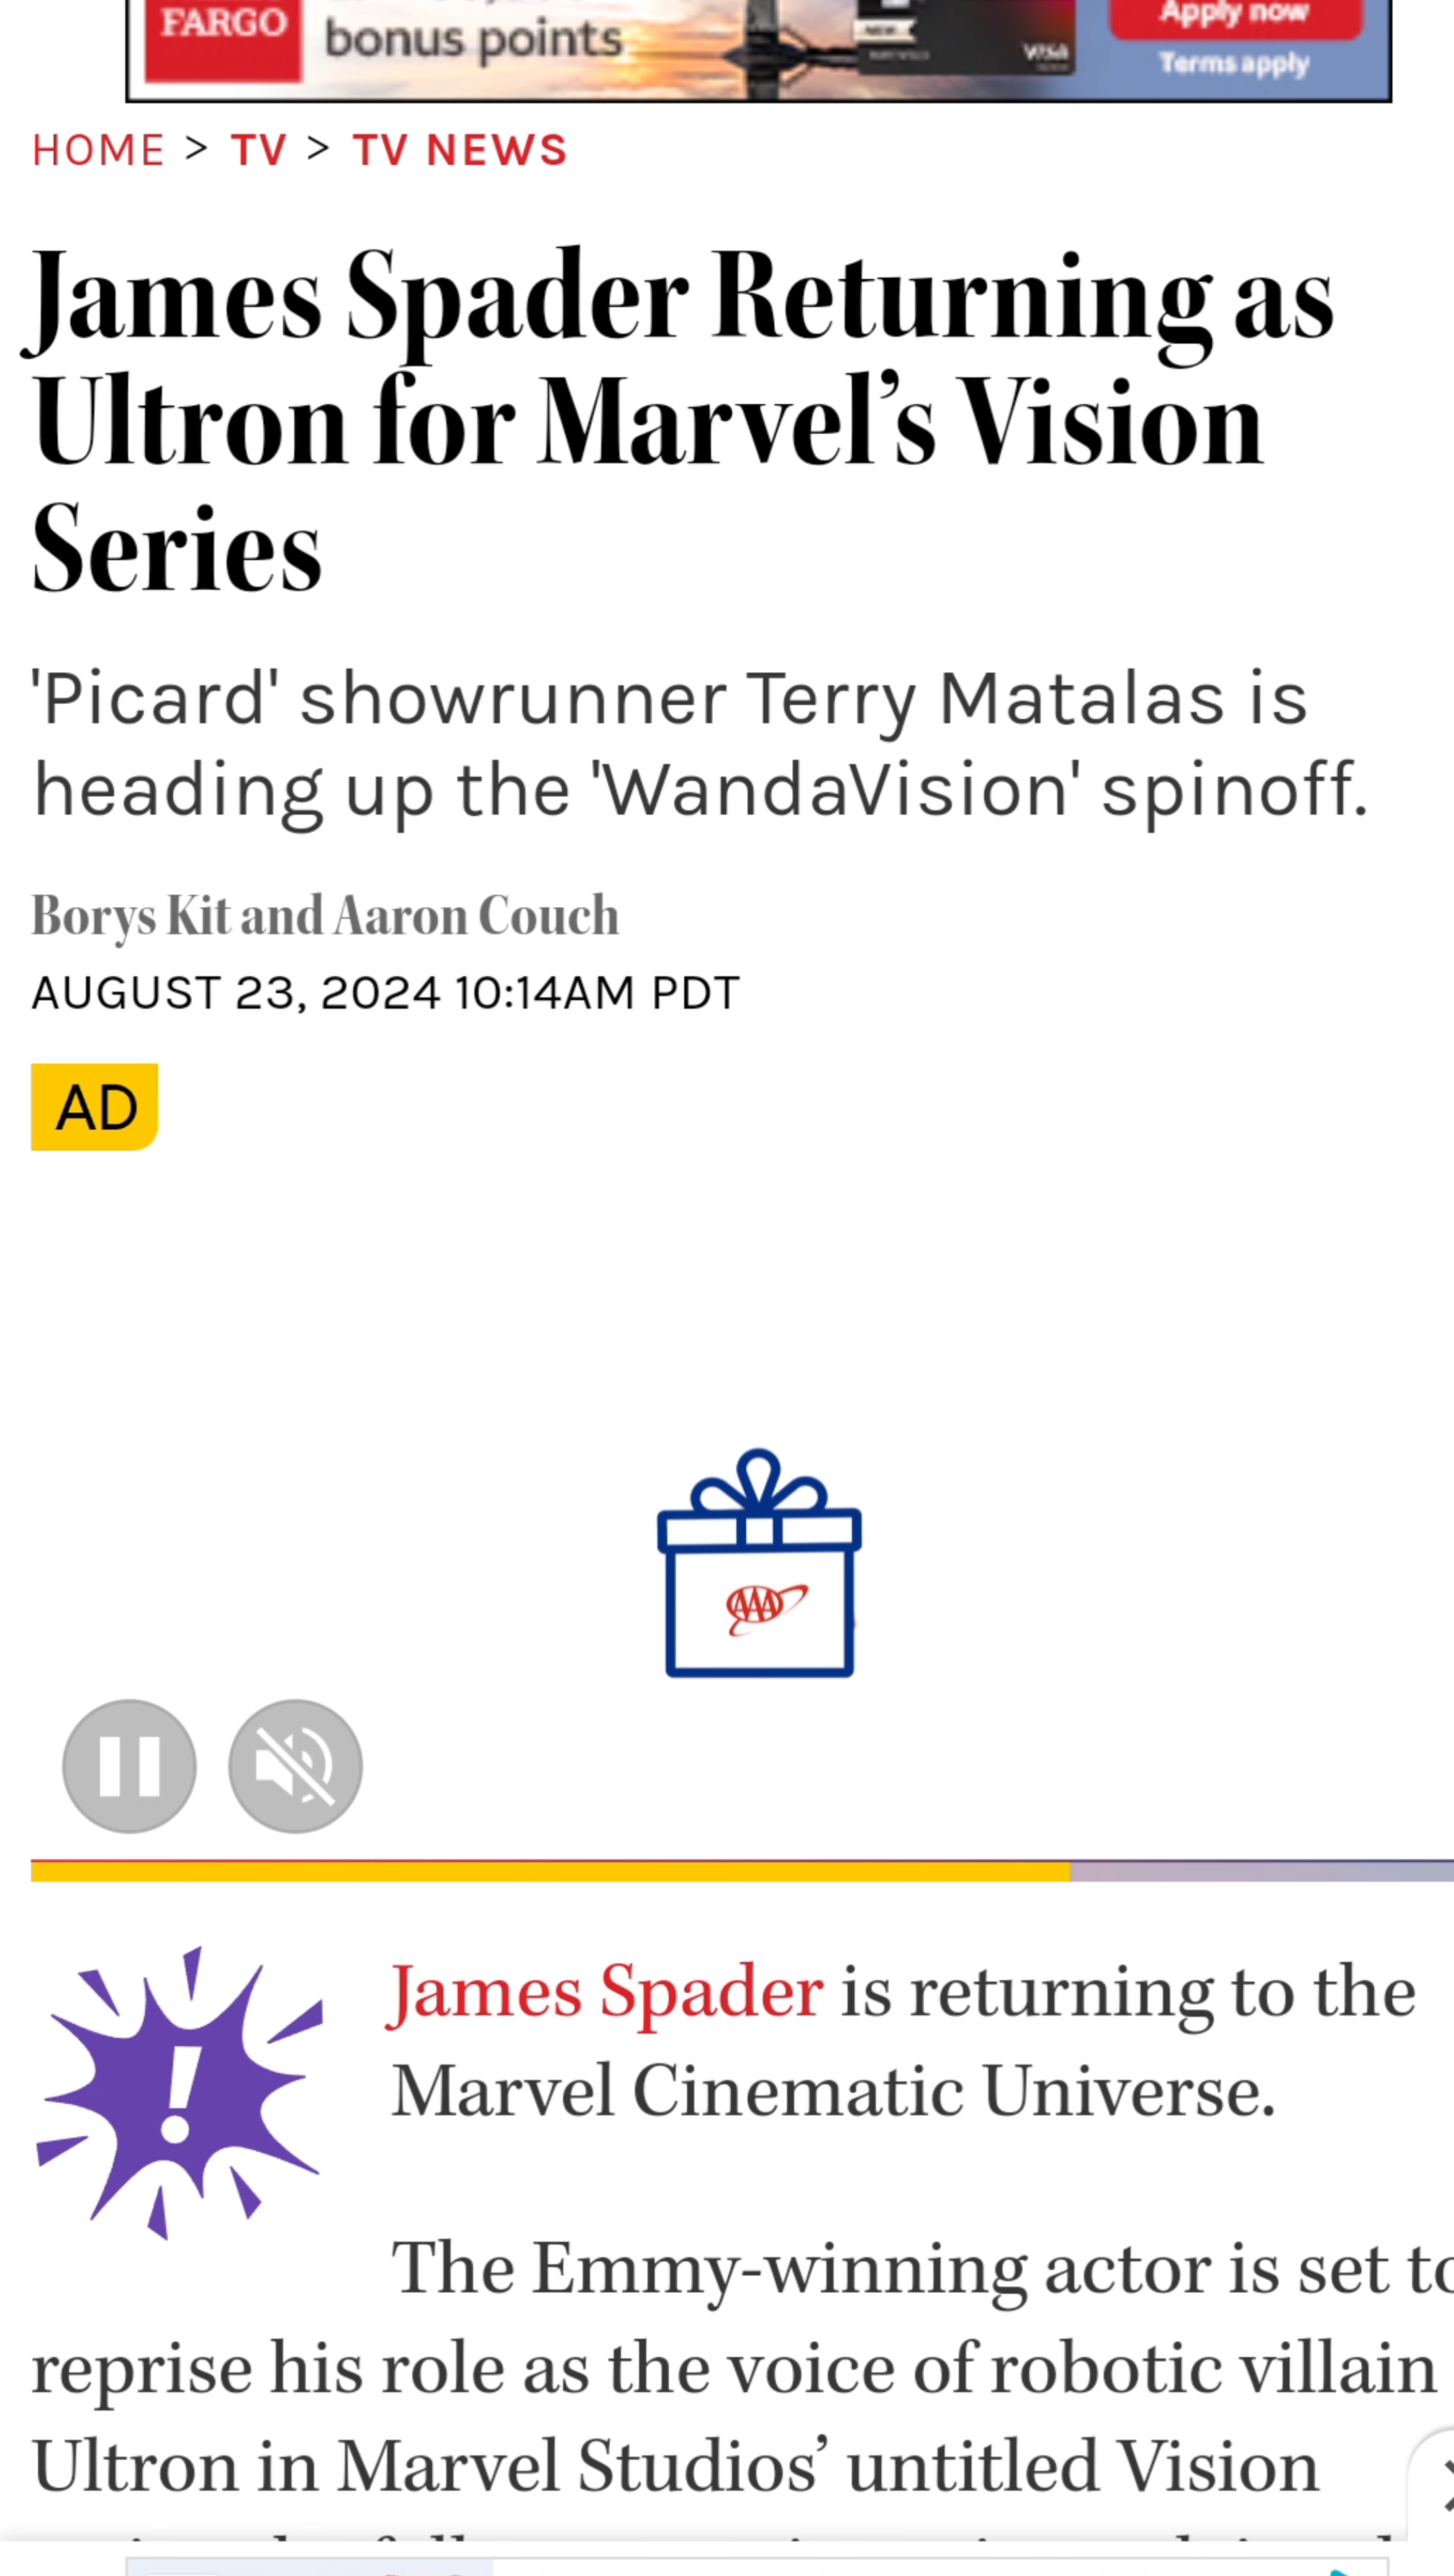 FARGO
bonus points
NEW
VISA
Apply now
Terms apply
HOME > TV > TV NEWS
James Spader Returning as
Ultron for Marvel’s Vision
Series
'Picard' showrunner Terry Matalas is
heading up the 'WandaVision' spinoff.
Borys Kit and Aaron Couch
AUGUST 23, 2024 10:14AM PDT
AD
AAA
!
James Spader is returning to the
Marvel Cinematic Universe.
The Emmy-winning actor is set to
reprise his role as the voice of robotic villain
Ultron in Marvel Studios’ untitled Vision